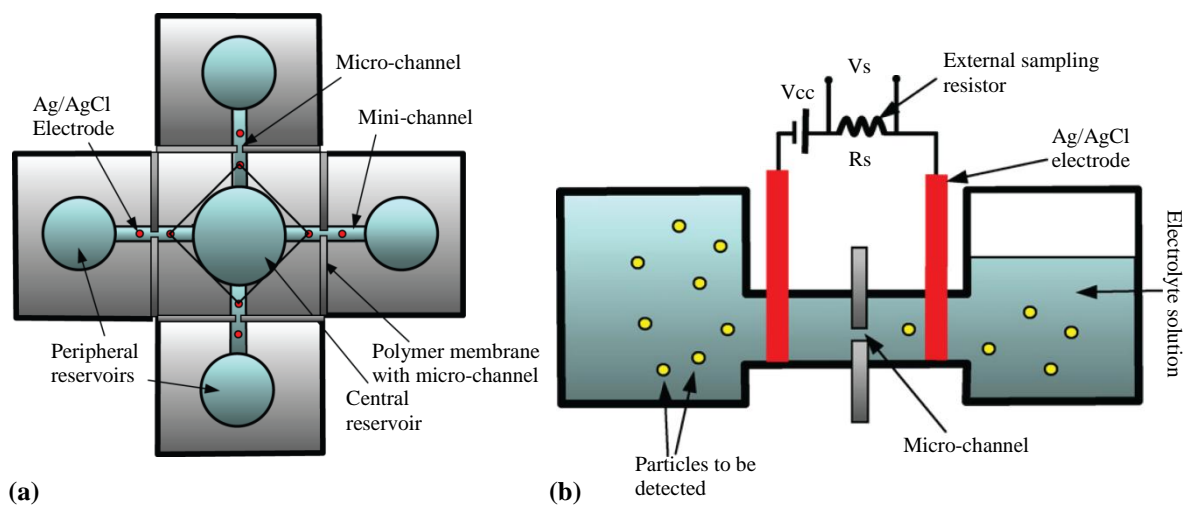 Micro-channel
Ag/AgCl
Electrode
Mini-channel
Peripheral
reservoirs
Polymer membrane
with micro-channel
Central
reservoir
(a)
Vs
External sampling
resistor
Vcc
Rs
Ag/AgCl
electrode
Electrolyte solution
Micro-channel
Particles to be
detected
(b)